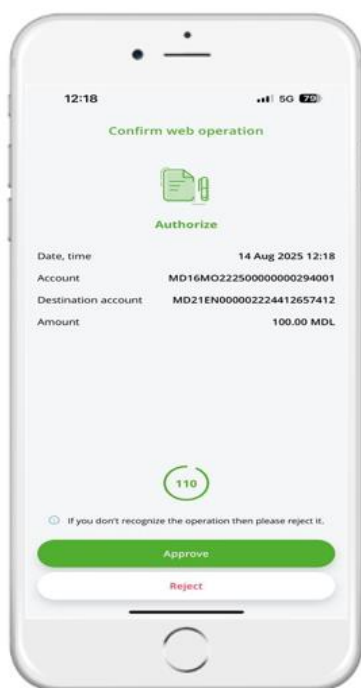 12:18 5G 79
Confirm web operation
Authorize
Date, time 14 Aug 2025 12:18
Account MD16MO222500000000294001
Destination account MD21EN000002224412657412
Amount 100.00 MDL
110
If you don't recognize the operation then please reject it.
Approve
Reject